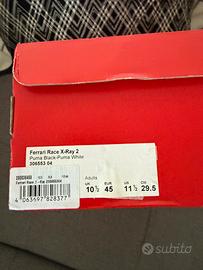 Ferrari Race X-Ray 2
Puma Black-Puma White
306553 04
Adults
UK EUR US CM
10½ 45 11½ 29.5
4 063697 828377
subito